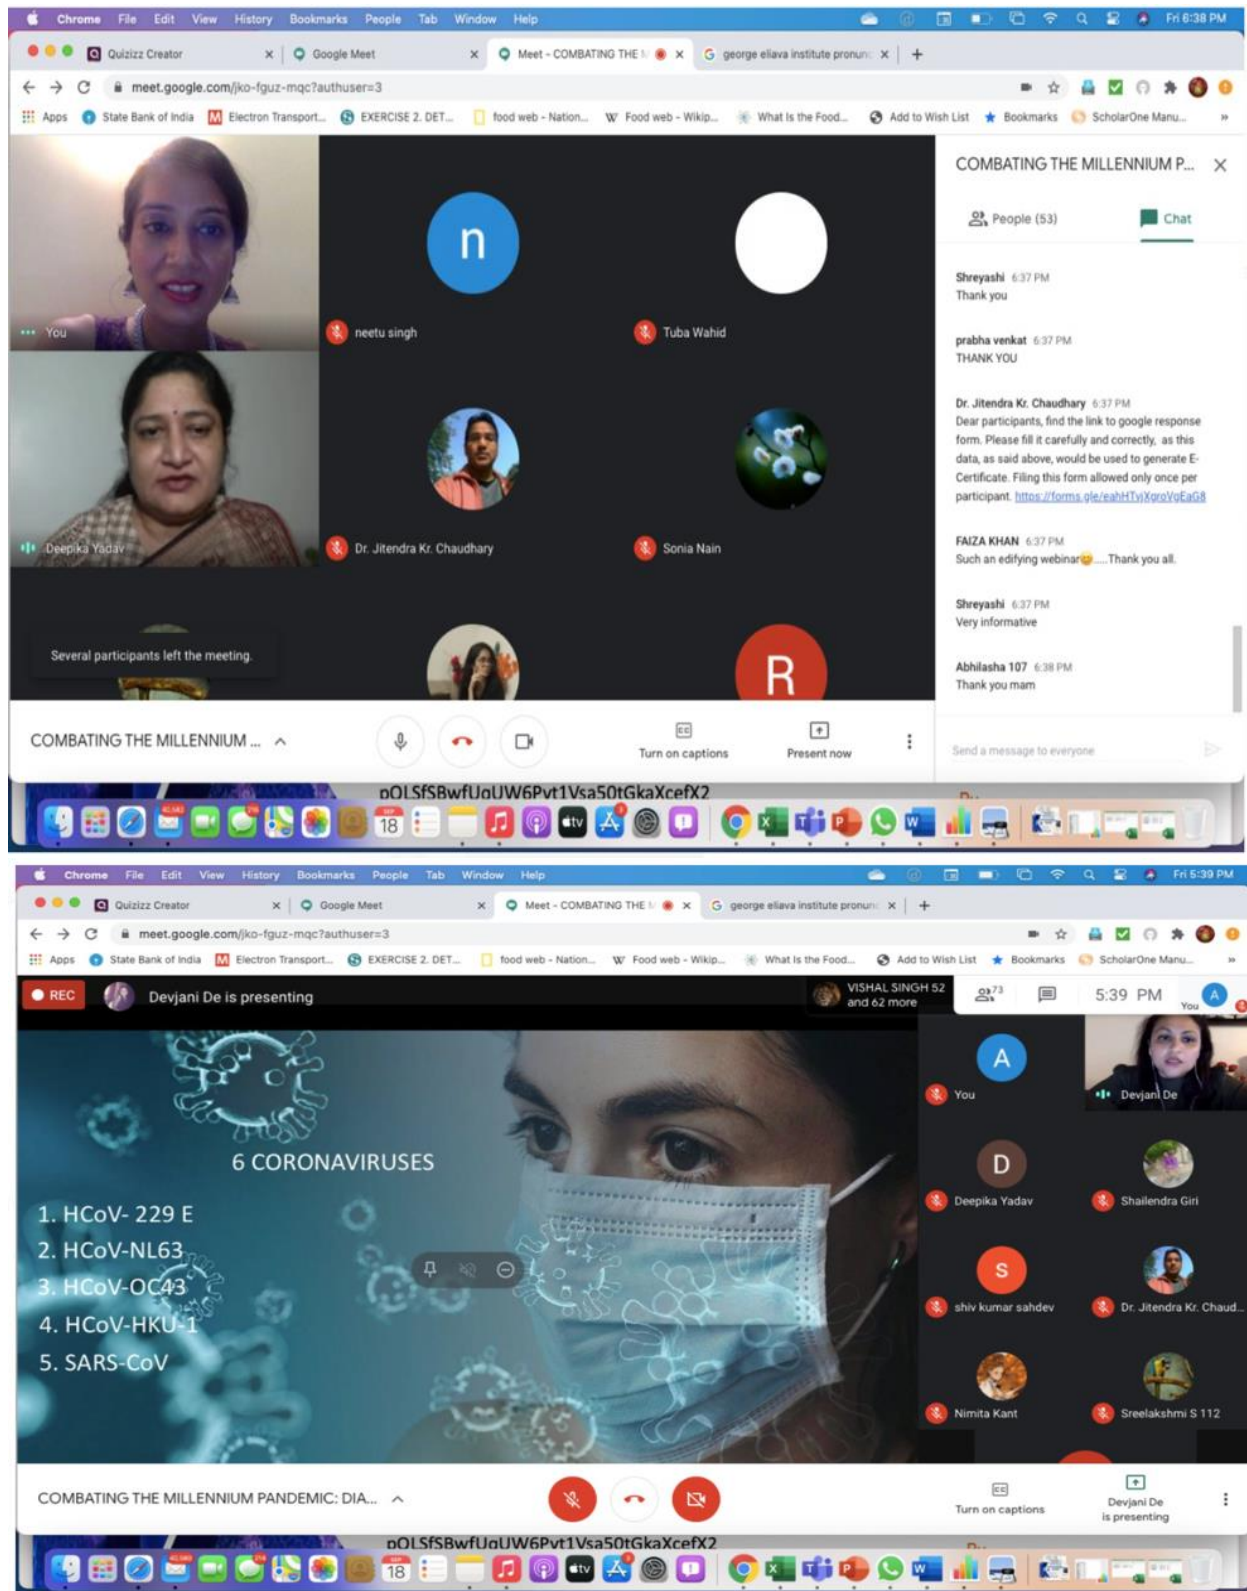 Chrome File Edit View History Bookmarks People Tab Window Help
Fri 6:38 PM
Quizizz Creator
Google Meet
Meet - COMBATING THE M
george eliava institute pronun
meet.google.com/jko-fguz-mqc?authuser=3
Apps State Bank of India Electron Transport... EXERCISE 2. DET... food web - Nation... Food web - Wikip... What Is the Food... Add to Wish List Bookmarks ScholarOne Manu...
COMBATING THE MILLENNIUM P...
People (53) Chat
n
You
neetu singh
Tuba Wahid
Deepika Yadav
Dr. Jitendra Kr. Chaudhary
Sonia Nain
R
Several participants left the meeting.
Shreyashi 6:37 PM
Thank you
prabha venkat 6:37 PM
THANK YOU
Dr. Jitendra Kr. Chaudhary 6:37 PM
Dear participants, find the link to google response
form. Please fill it carefully and correctly, as this
data, as said above, would be used to generate E-
Certificate. Filing this form allowed only once per
participant. https://forms.gle/eahHTvjXgroVgEaG8
FAIZA KHAN 6:37 PM
Such an edifying webinar😊.....Thank you all.
Shreyashi 6:37 PM
Very informative
Abhilasha 107 6:38 PM
Thank you mam
Send a message to everyone
COMBATING THE MILLENNIUM ...
Turn on captions
Present now
pQLSfSBwfUgUW6Pvt1Vsa50tGkaXcefX2
SEP
18
tv
Chrome File Edit View History Bookmarks People Tab Window Help
Fri 5:39 PM
Quizizz Creator
Google Meet
Meet - COMBATING THE M
george eliava institute pronun
meet.google.com/jko-fguz-mqc?authuser=3
Apps State Bank of India Electron Transport... EXERCISE 2. DET... food web - Nation... Food web - Wikip... What Is the Food... Add to Wish List Bookmarks ScholarOne Manu...
REC
Devjani De is presenting
VISHAL SINGH 52
and 62 more
73
5:39 PM
You
A
6 CORONAVIRUSES
1. HCoV- 229 E
2. HCoV-NL63
3. HCoV-OC43
4. HCoV-HKU-1
5. SARS-CoV
A
You
Devjani De
D
Deepika Yadav
Shailendra Giri
S
shiv kumar sahdev
Dr. Jitendra Kr. Chaud...
Nimita Kant
Sreelakshmi S 112
COMBATING THE MILLENNIUM PANDEMIC: DIA...
Turn on captions
Devjani De
is presenting
pQLSfSBwfUgUW6Pvt1Vsa50tGkaXcefX2
SEP
18
tv